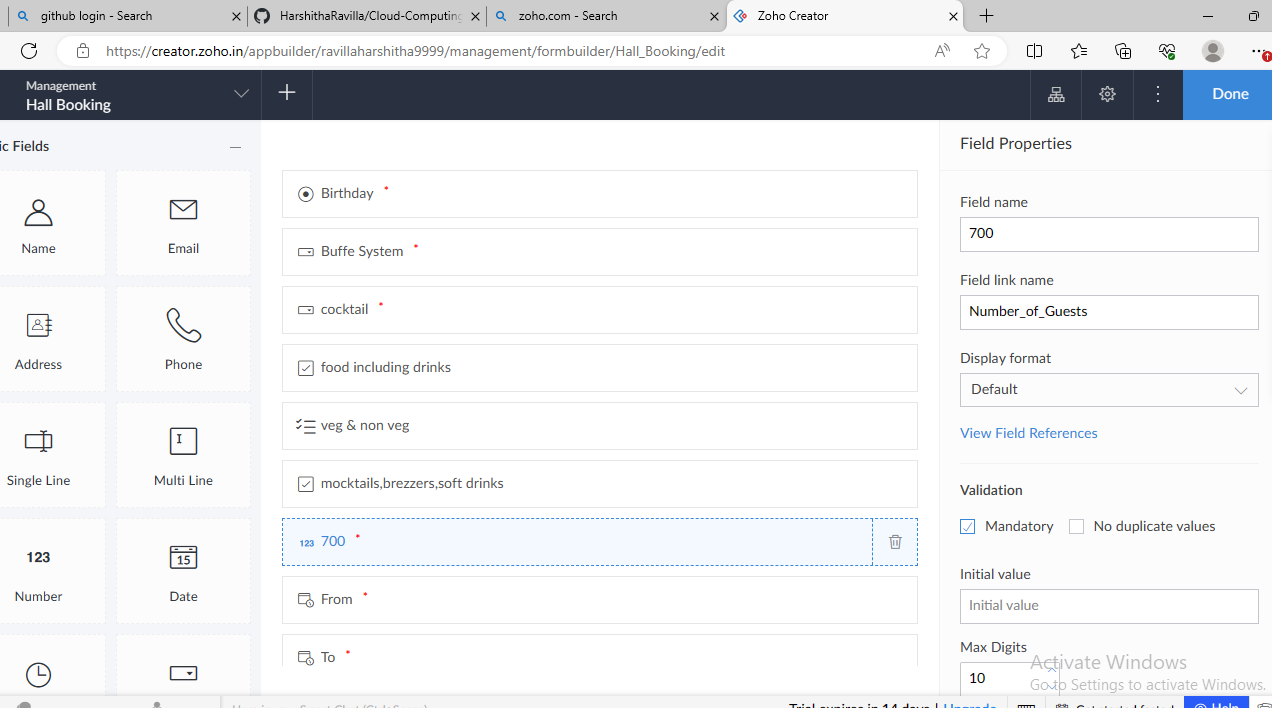 github login - Search
HarshithaRavilla/Cloud-Computing
zoho.com - Search
Zoho Creator
https://creator.zoho.in/appbuilder/ravillaharshitha9999/management/formbuilder/Hall_Booking/edit
Management
Hall Booking
Done
ic Fields
Name
Email
Address
Phone
Single Line
Multi Line
123
Number
15
Date
Birthday *
Buffe System *
cocktail *
food including drinks
veg & non veg
mocktails,brezzers,soft drinks
123 700 *
From *
To *
Field Properties
Field name
700
Field link name
Number_of_Guests
Display format
Default
View Field References
Validation
Mandatory
No duplicate values
Initial value
Initial value
Max Digits
10
Activate Windows
Go to Settings to activate Windows.
Trial expires in 14 days | Upgrade
Help